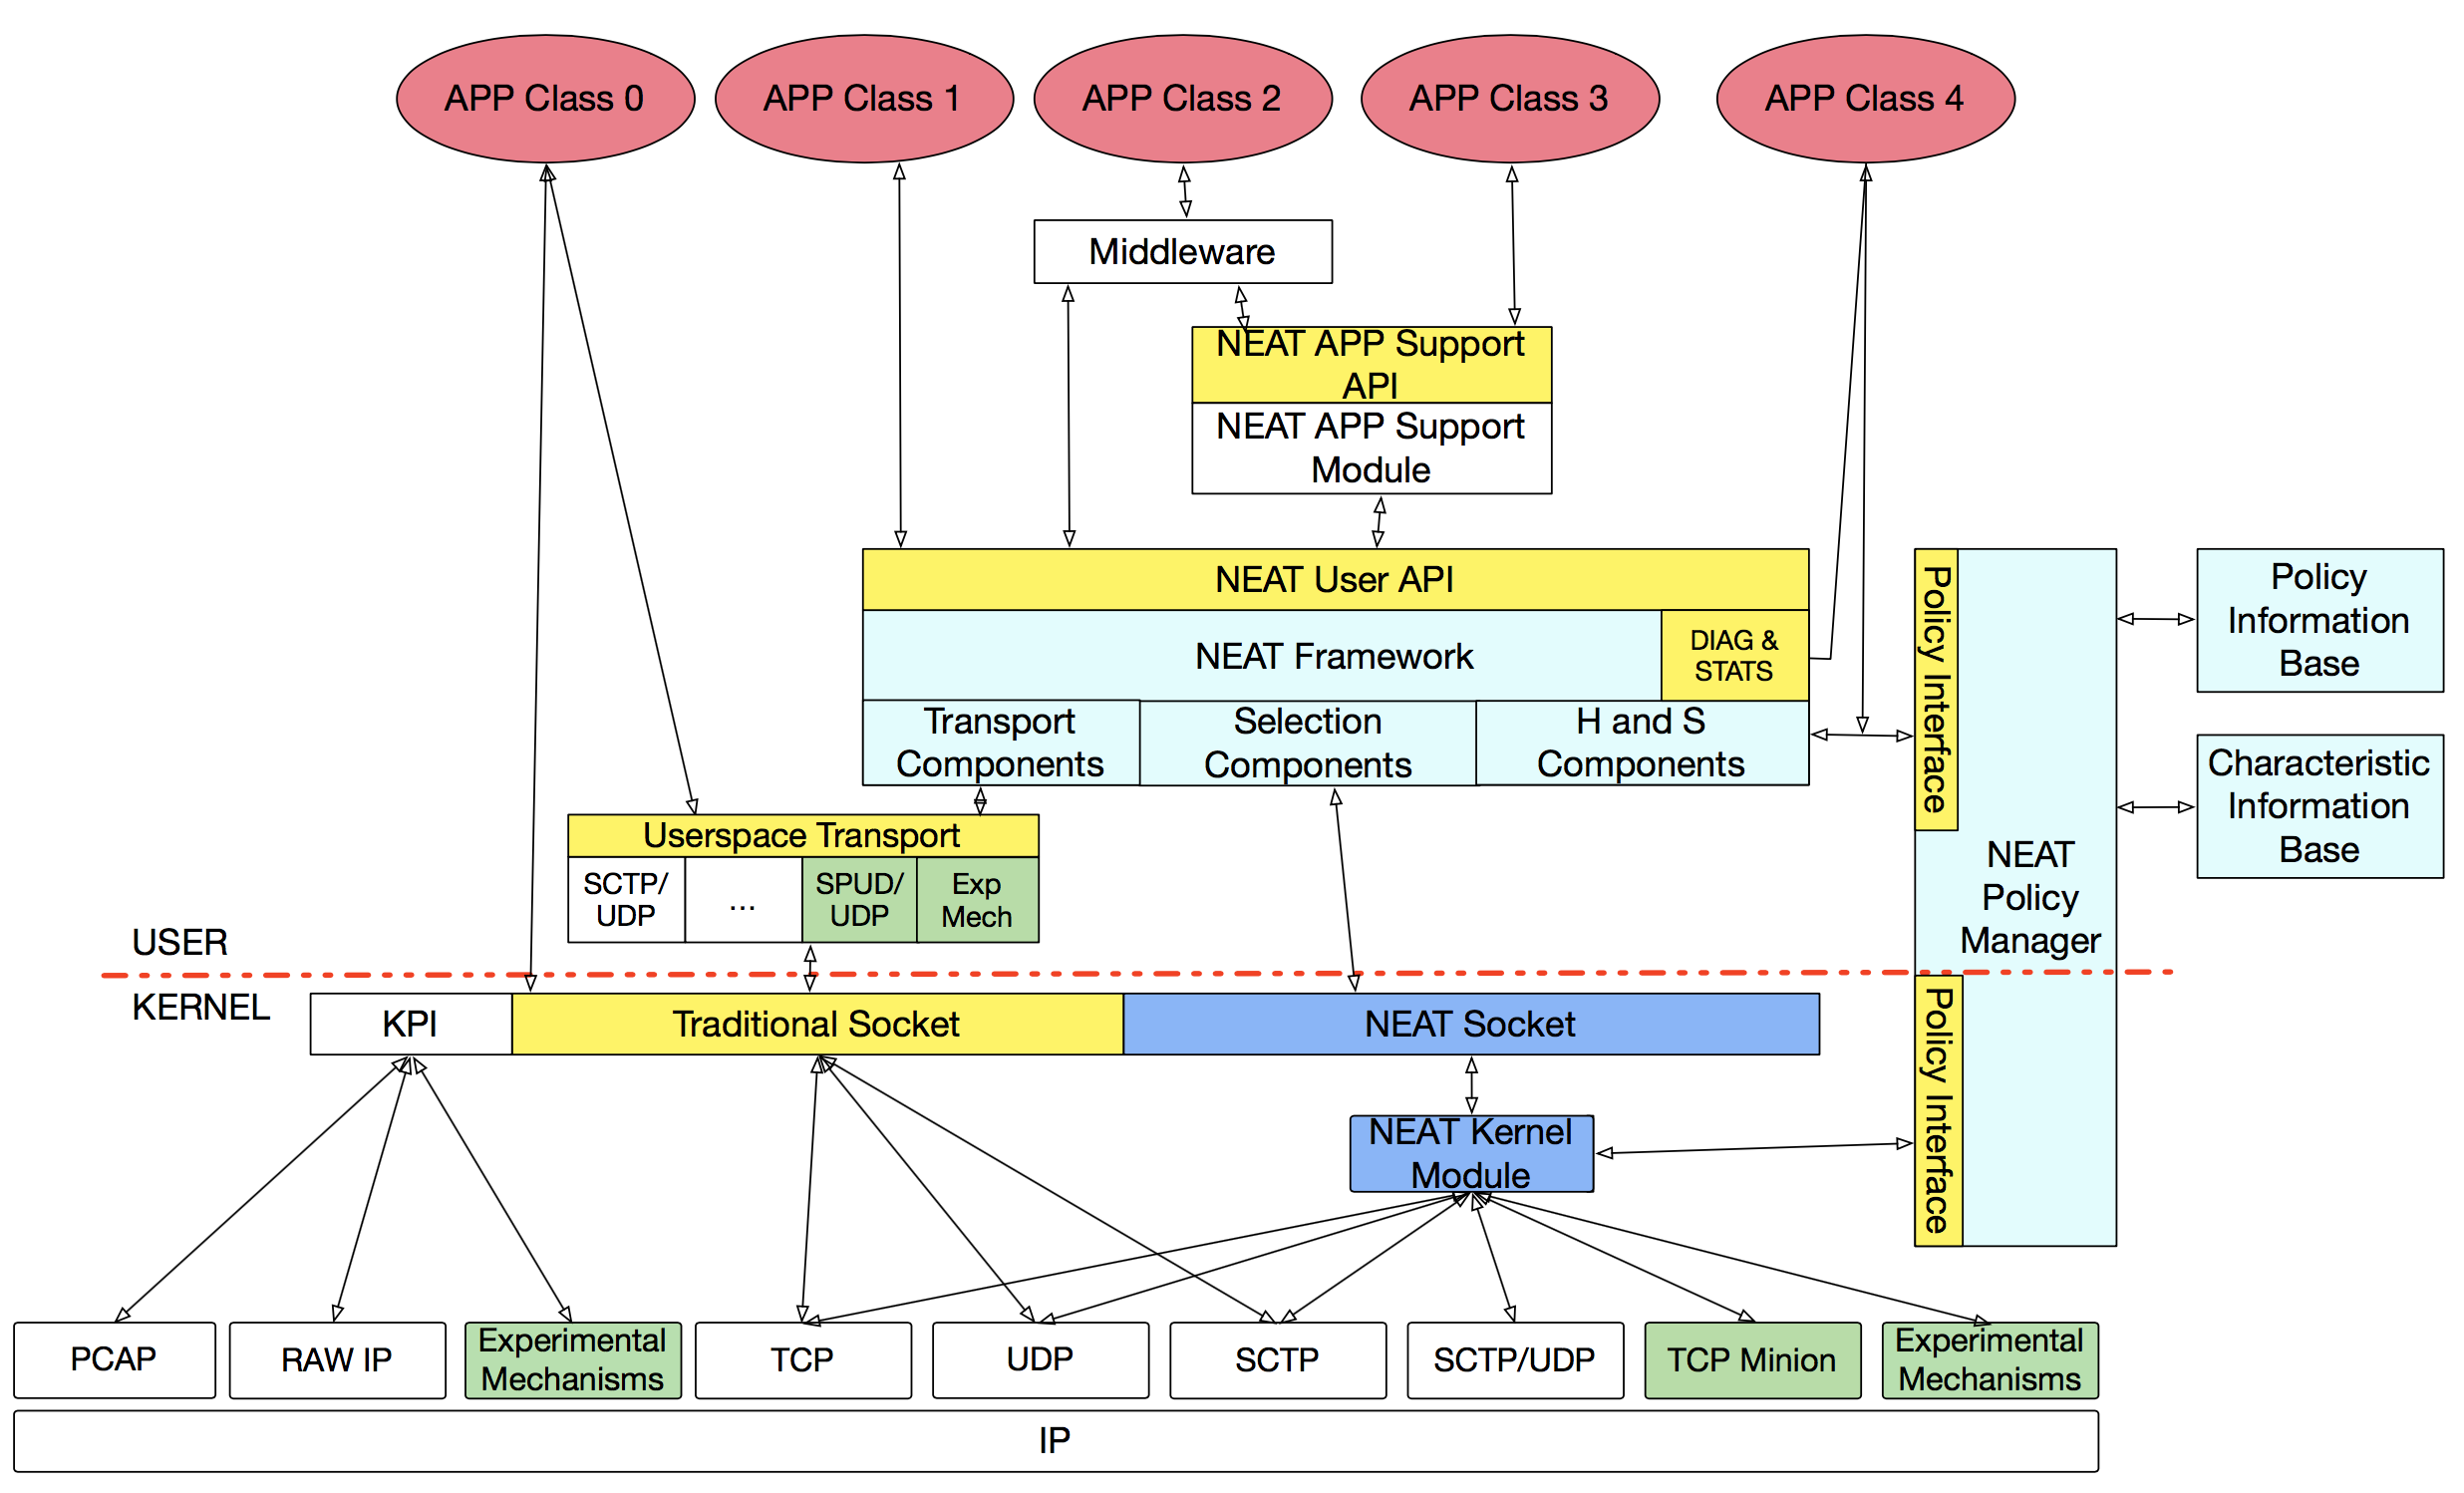 APP Class 0
APP Class 1
APP Class 2
APP Class 3
APP Class 4
Middleware
NEAT APP Support
API
NEAT APP Support
Module
NEAT User API
NEAT Framework
DIAG &
STATS
Transport
Components
Selection
Components
H and S
Components
Policy Interface
NEAT
Policy
Manager
Policy
Information
Base
Characteristic
Information
Base
Userspace Transport
SCTP/
UDP
...
SPUD/
UDP
Exp
Mech
USER
KERNEL
KPI
Traditional Socket
NEAT Socket
Policy Interface
NEAT Kernel
Module
PCAP
RAW IP
Experimental
Mechanisms
TCP
UDP
SCTP
SCTP/UDP
TCP Minion
Experimental
Mechanisms
IP